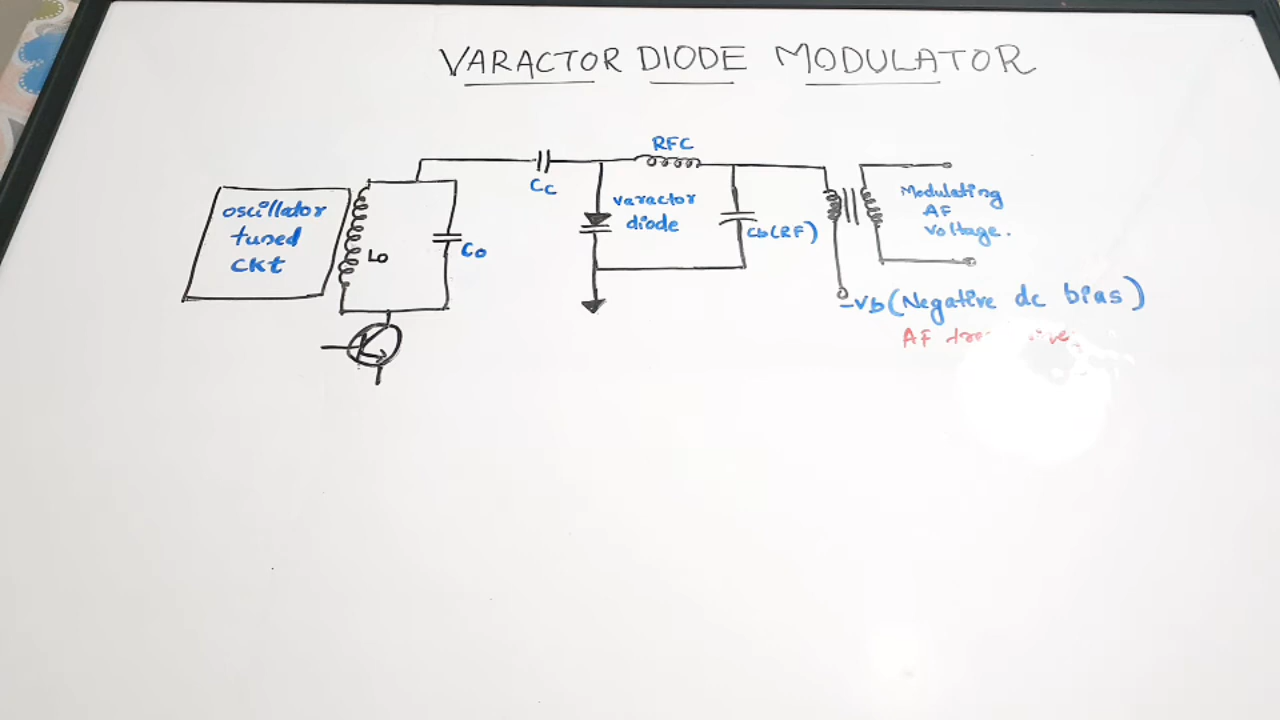 VARACTOR DIODE MODULATOR
RFC
Cc
oscillator
tuned
ckt
Lo
Co
varactor
diode
Cb(RF)
Modulating
AF
voltage.
-Vb (Negative dc bias)
AF